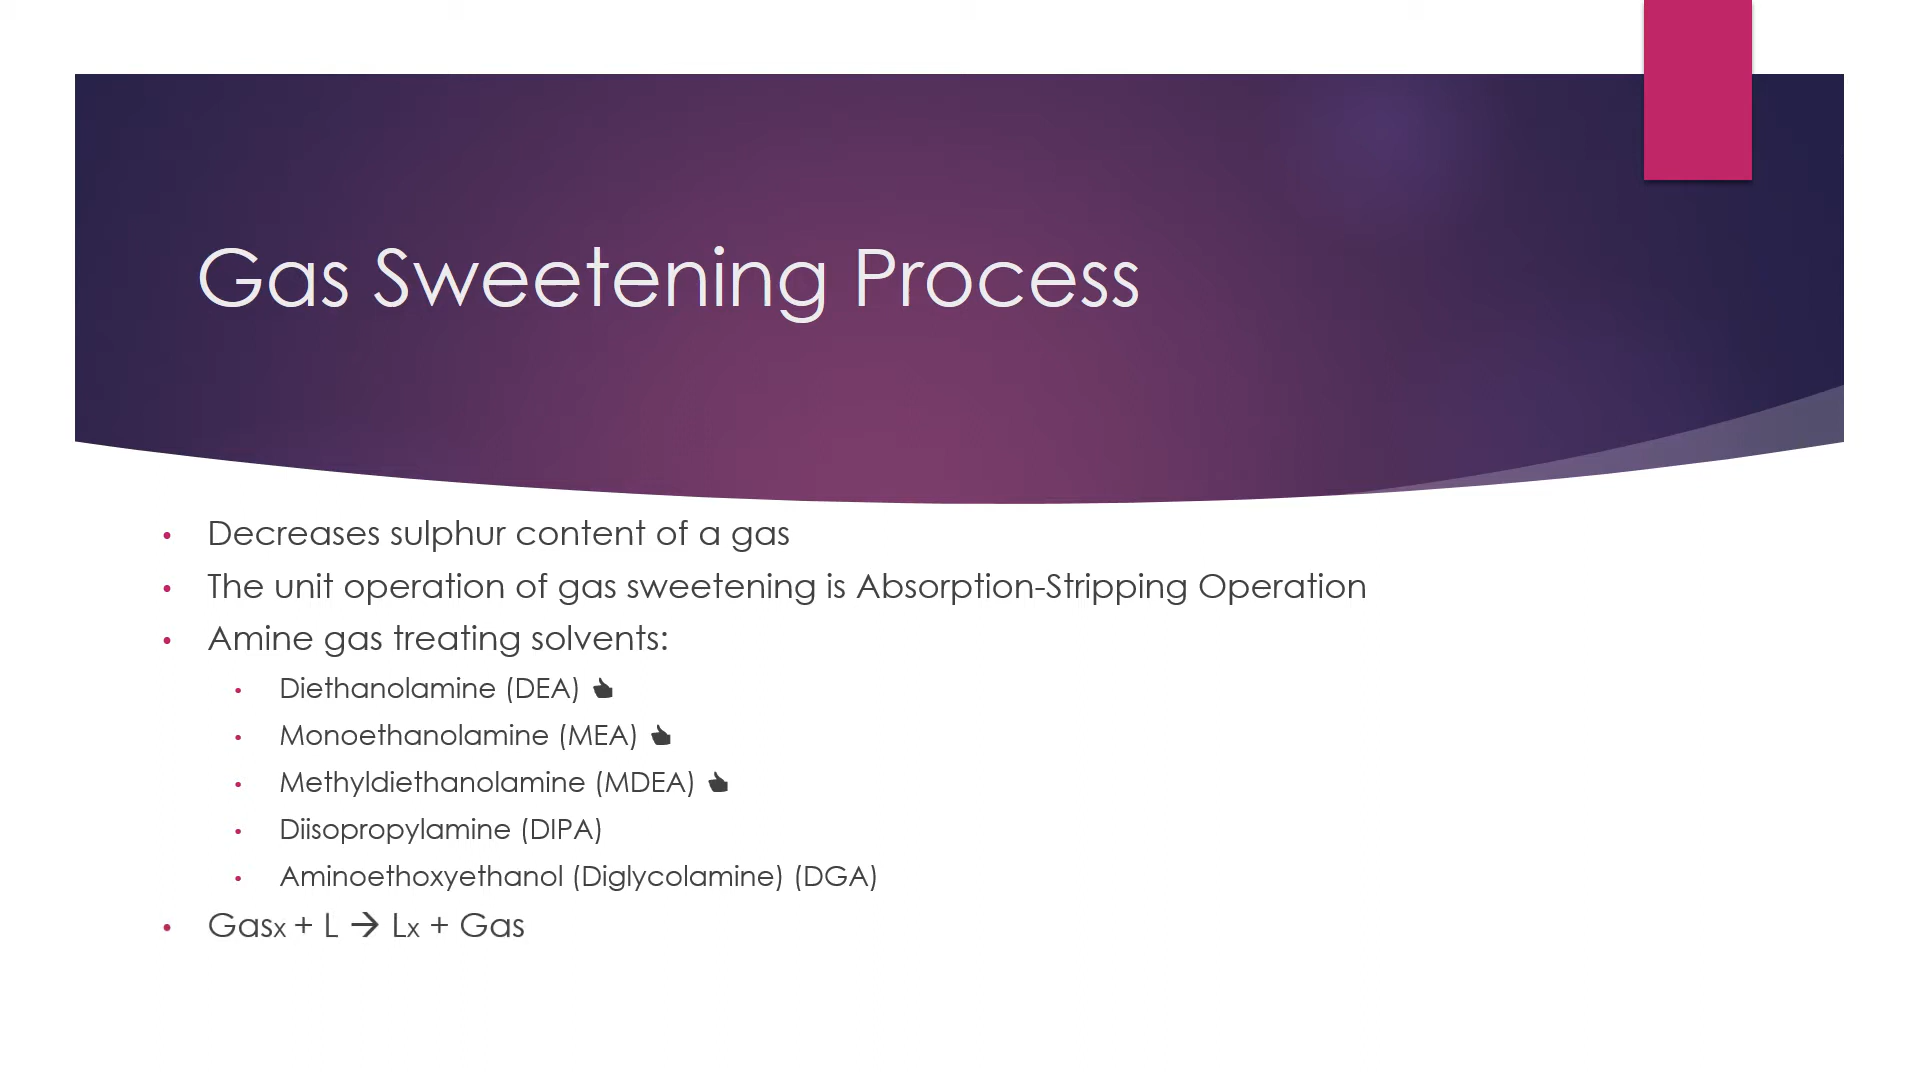 Gas Sweetening Process
• Decreases sulphur content of a gas
• The unit operation of gas sweetening is Absorption-Stripping Operation
• Amine gas treating solvents:
• Diethanolamine (DEA) 👍
• Monoethanolamine (MEA) 👍
• Methyldiethanolamine (MDEA) 👍
• Diisopropylamine (DIPA)
• Aminoethoxyethanol (Diglycolamine) (DGA)
• Gasx + L → Lx + Gas